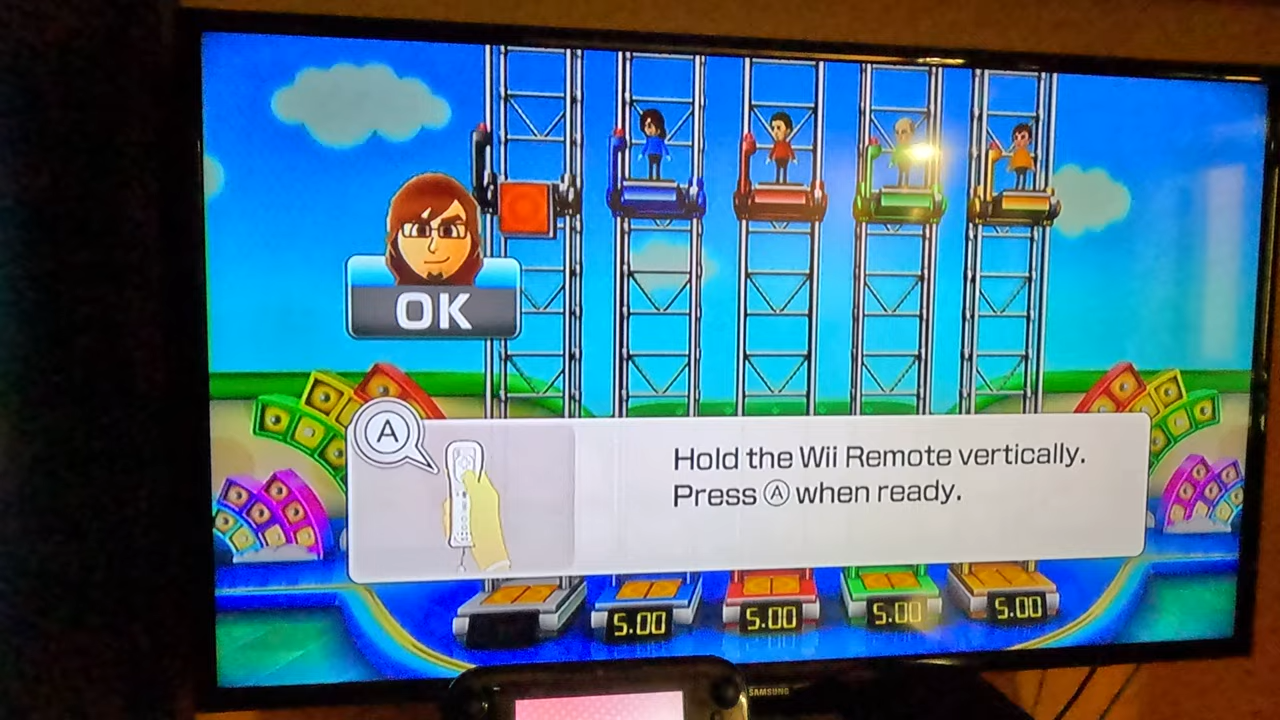 OK
A
Hold the Wii Remote vertically.
Press Ⓐ when ready.
5.00
5.00
5.00
5.00
SAMSUNG